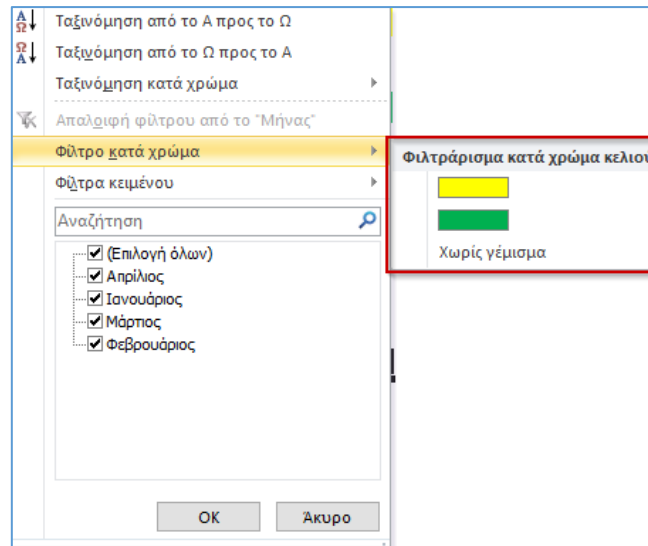 Ταξινόμηση από το Α προς το Ω
Ταξινόμηση από το Ω προς το Α
Ταξινόμηση κατά χρώμα
Απαλοιφή φίλτρου από το "Μήνας"
Φίλτρο κατά χρώμα
Φιλτράρισμα κατά χρώμα κελιού
Φίλτρα κειμένου
Χωρίς γέμισμα
Αναζήτηση
(Επιλογή όλων)
Απρίλιος
Ιανουάριος
Μάρτιος
Φεβρουάριος
OK
Άκυρο